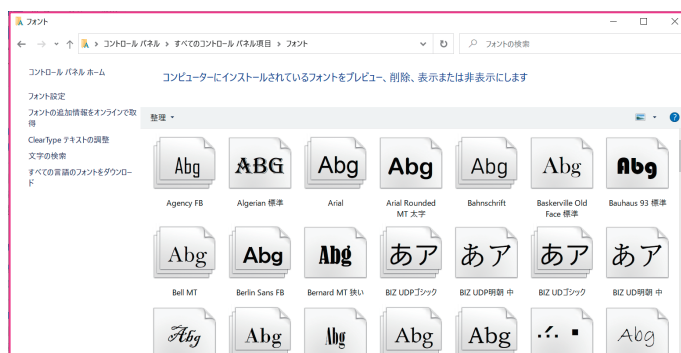 フォント
コントロール パネル > すべてのコントロール パネル項目 > フォント
フォントの検索
コントロール パネル ホーム
コンピューターにインストールされているフォントをプレビュー、削除、表示または非表示にします
フォント設定
フォントの追加情報をオンラインで取
得
ClearType テキストの調整
文字の検索
すべての言語のフォントをダウンロー
ド
整理
?
Abg ABG Abg Abg Abg Abg Abg
Agency FB Algerian 標準 Arial Arial Rounded Bahnschrift Baskerville Old Bauhaus 93 標準
MT 太字 Face 標準
Abg Abg Abg あア あア あア あア
Bell MT Berlin Sans FB Bernard MT 狭い BIZ UDPゴシック BIZ UDP明朝 中 BIZ UDゴシック BIZ UD明朝 中
Abg Abg Abg Abg Abg Abg